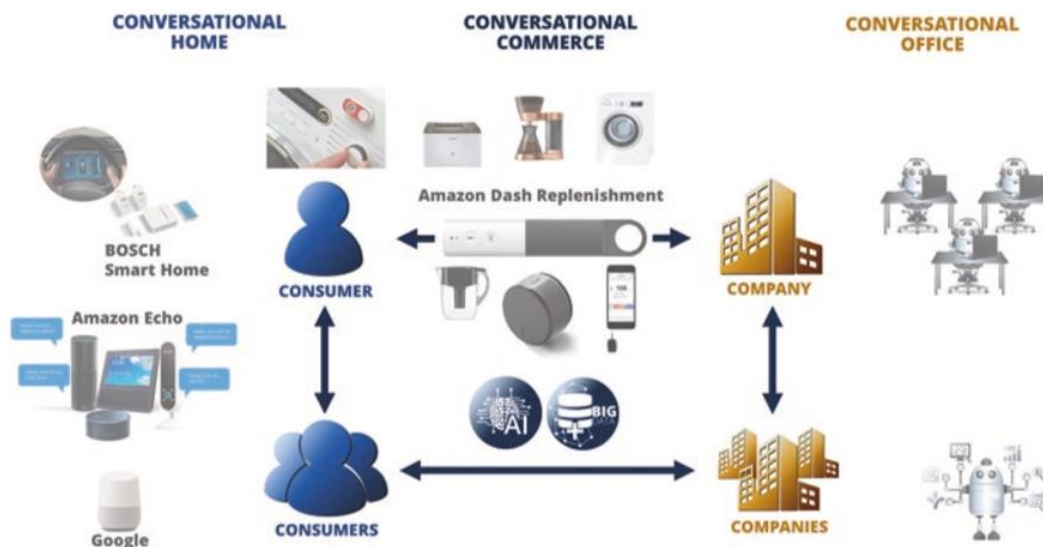 CONVERSATIONAL
HOME
CONVERSATIONAL
COMMERCE
CONVERSATIONAL
OFFICE
Amazon Dash Replenishment
BOSCH
Smart Home
CONSUMER
COMPANY
Amazon Echo
AI
BIG
DATA
CONSUMERS
COMPANIES
Google